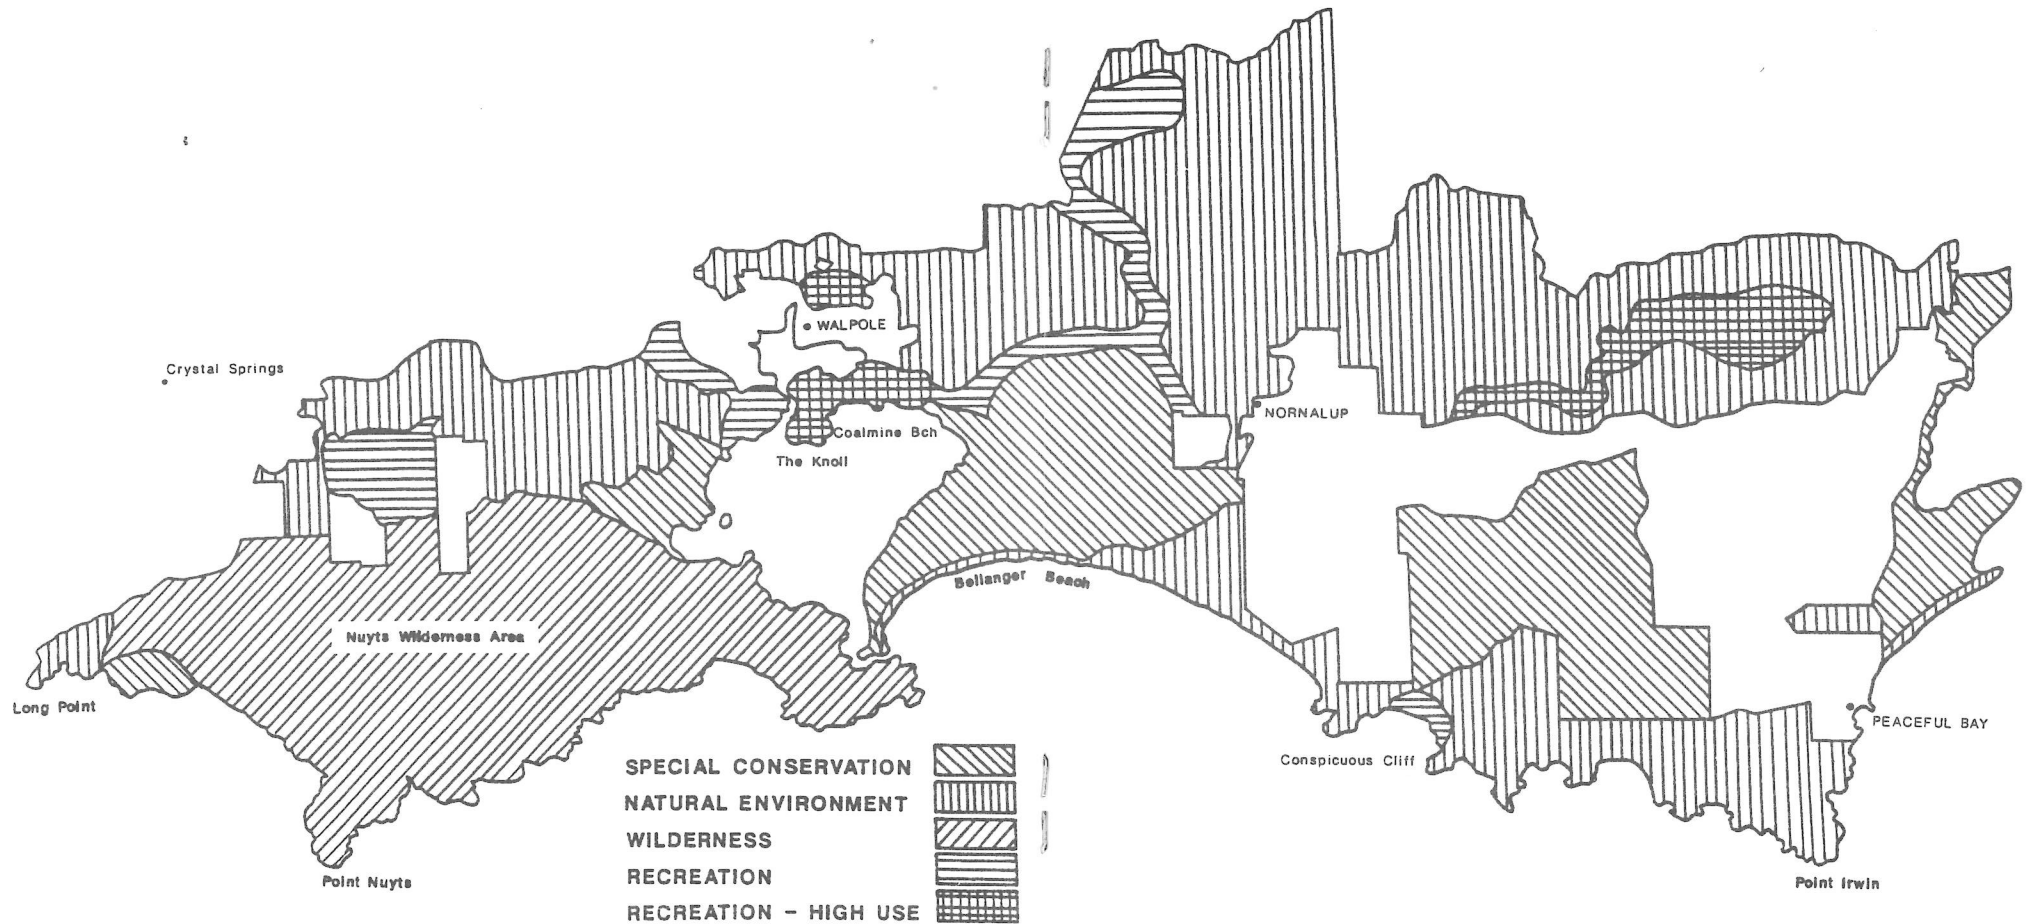 WALPOLE
Crystal Springs
NORNALUP
Coalmine Bch
The Knoll
Bellanger Beach
Nuyts Wilderness Area
Long Point
PEACEFUL BAY
Conspicuous Cliff
SPECIAL CONSERVATION
NATURAL ENVIRONMENT
WILDERNESS
RECREATION
RECREATION - HIGH USE
Point Nuyts
Point Irwin